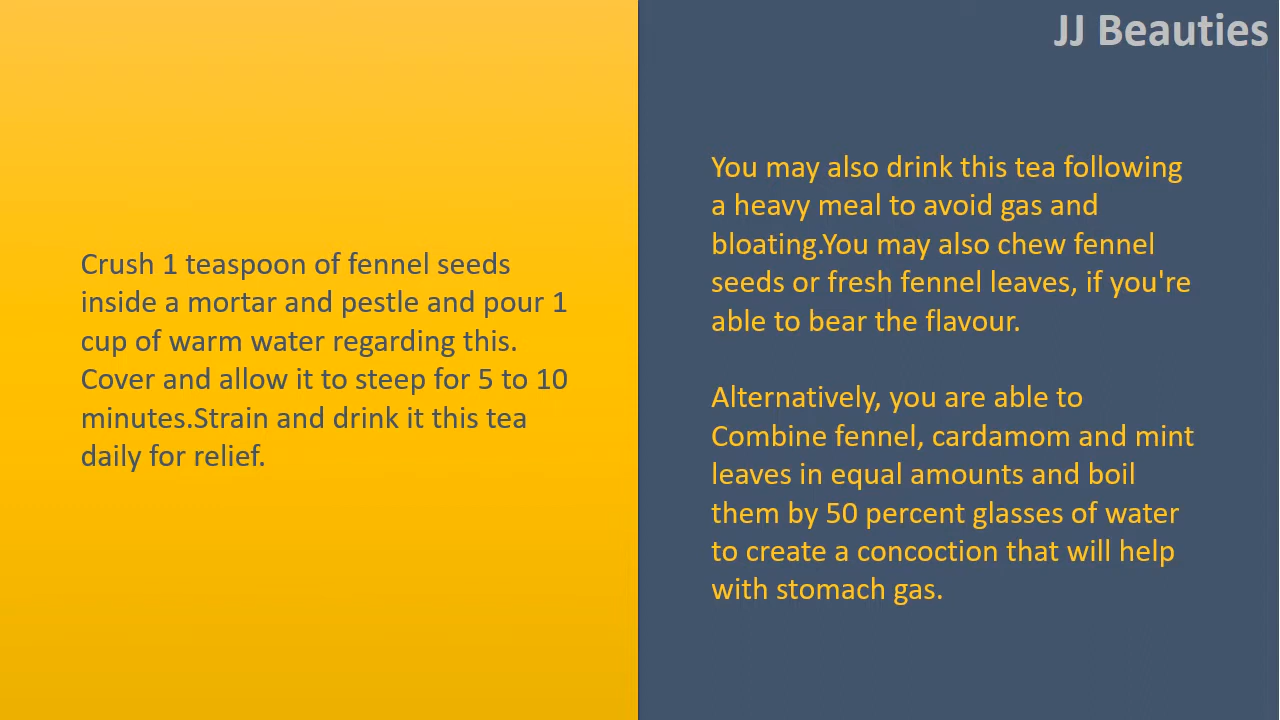 JJ Beauties
Crush 1 teaspoon of fennel seeds
inside a mortar and pestle and pour 1
cup of warm water regarding this.
Cover and allow it to steep for 5 to 10
minutes.Strain and drink it this tea
daily for relief.
You may also drink this tea following
a heavy meal to avoid gas and
bloating.You may also chew fennel
seeds or fresh fennel leaves, if you're
able to bear the flavour.
Alternatively, you are able to
Combine fennel, cardamom and mint
leaves in equal amounts and boil
them by 50 percent glasses of water
to create a concoction that will help
with stomach gas.